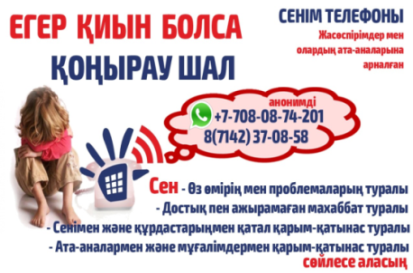 ЕГЕР ҚИЫН БОЛСА
ҚОҢЫРАУ ШАЛ
СЕНІМ ТЕЛЕФОНЫ
Жасөспірімдер мен
олардың ата-аналарына
арналған
анонимді
+7-708-08-74-201
8(7142) 37-08-58
Сен - Өз өмірің мен проблемаларың туралы
- Достық пен ажырамаған махаббат туралы
- Сенімен және құрдастарыңмен қатал қарым-қатынас туралы
- Ата-аналармен және мұғалімдермен қарым-қатынас туралы
сөйлесе аласың